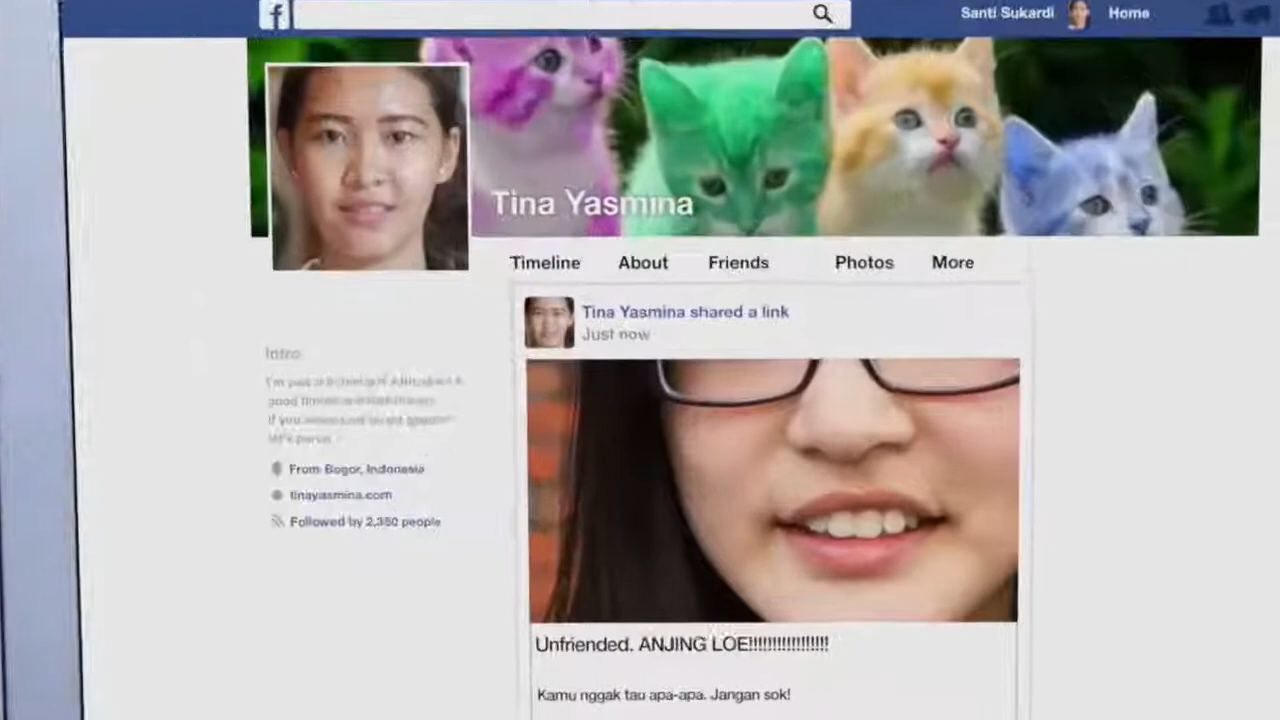 f
Santi Sukardi
Home
Tina Yasmina
Timeline
About
Friends
Photos
More
Tina Yasmina shared a link
Just now
Intro
From Bogor, Indonesia
tinayasmina.com
Followed by 2,350 people
Unfriended. ANJING LOE!!!!!!!!!!!!!!!!!
Kamu nggak tau apa-apa. Jangan sok!